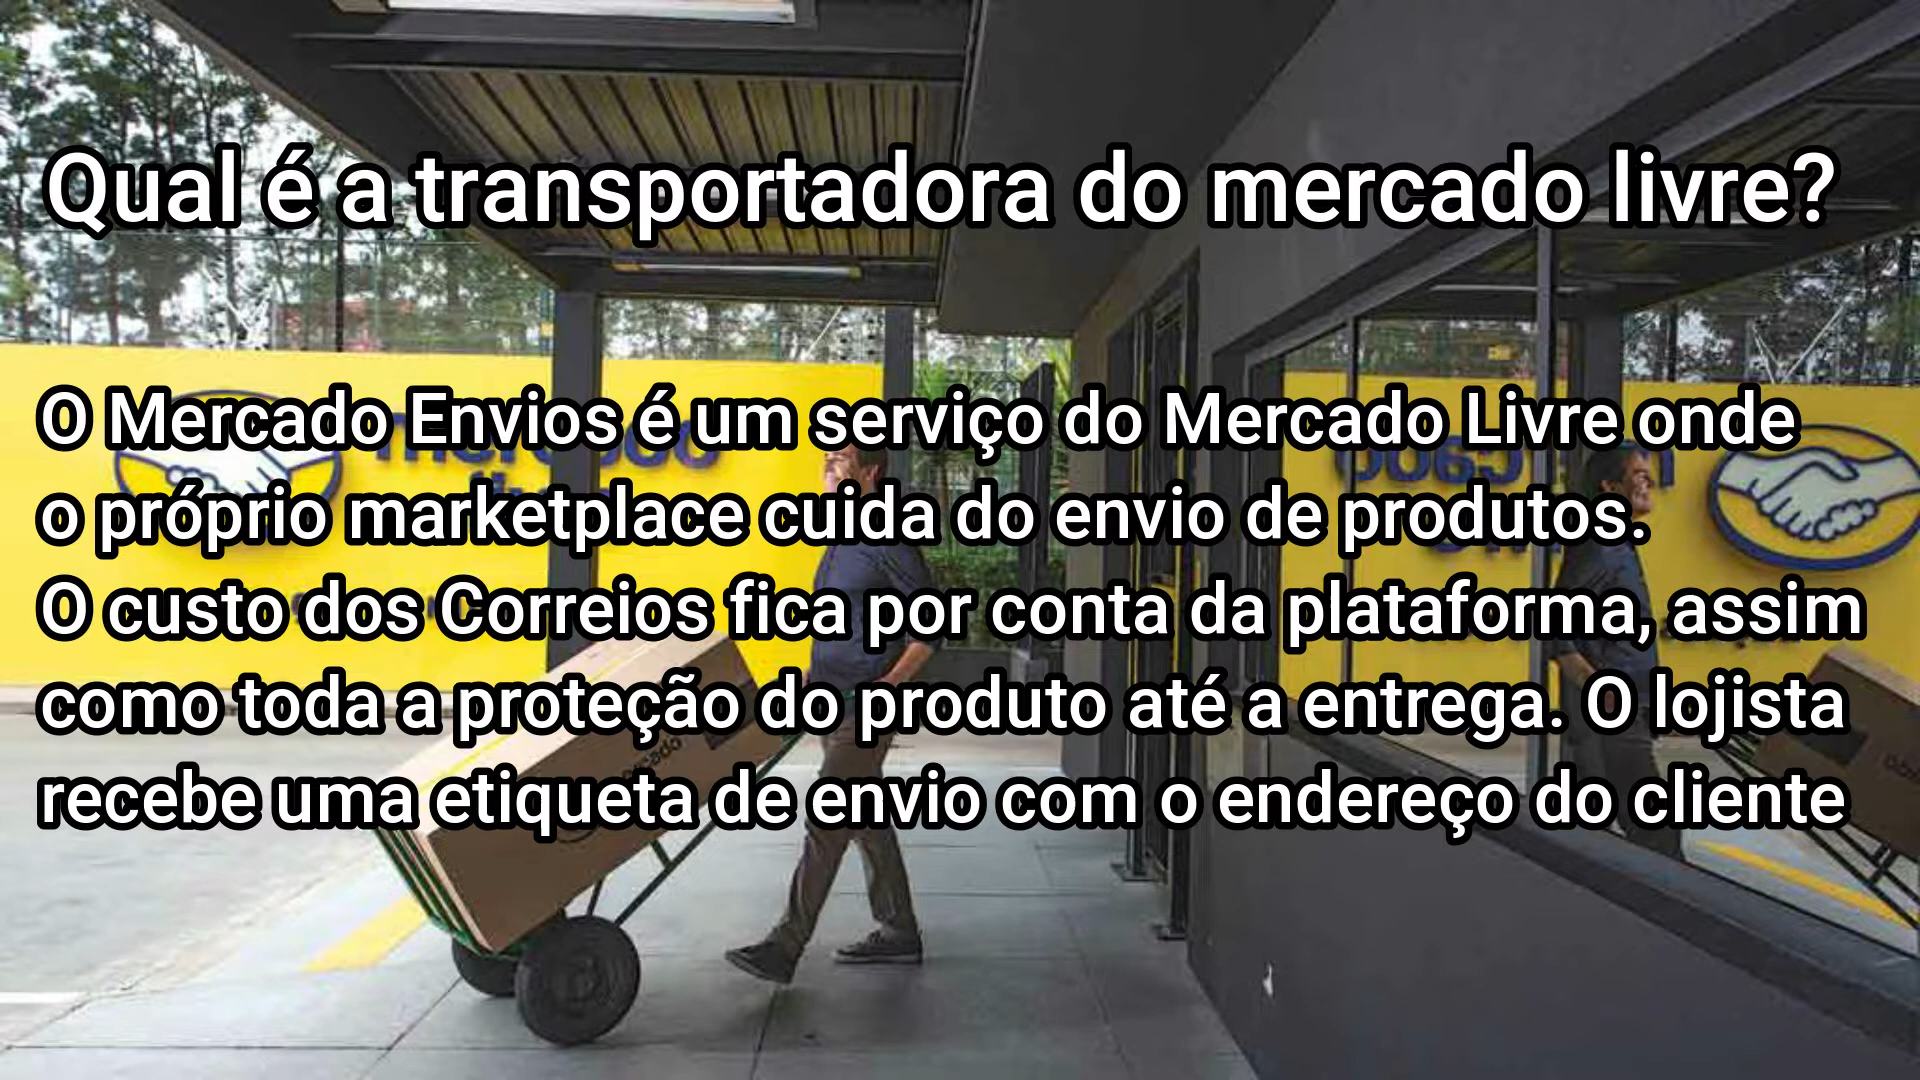 Qual é a transportadora do mercado livre?
O Mercado Envios é um serviço do Mercado Livre onde
o próprio marketplace cuida do envio de produtos.
O custo dos Correios fica por conta da plataforma, assim
como toda a proteção do produto até a entrega. O lojista
recebe uma etiqueta de envio com o endereço do cliente